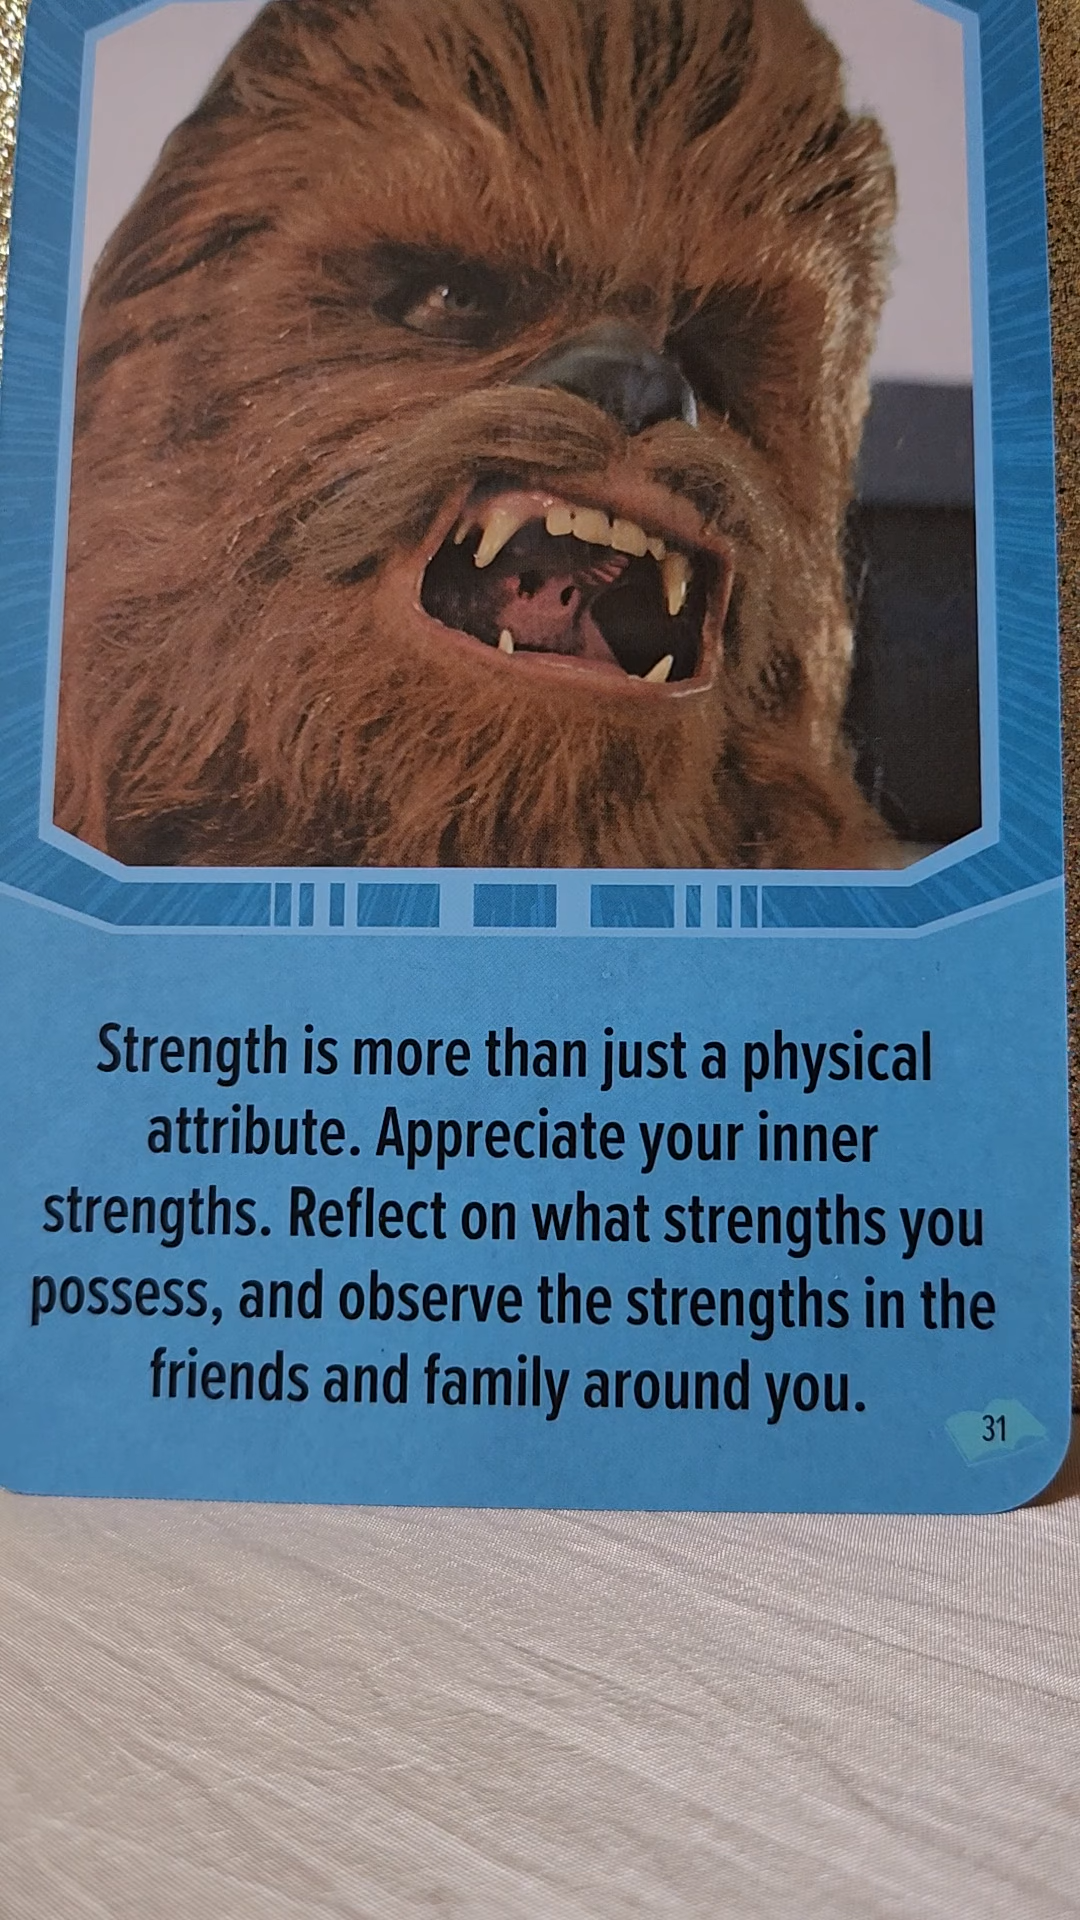 Strength is more than just a physical
attribute. Appreciate your inner
strengths. Reflect on what strengths you
possess, and observe the strengths in the
friends and family around you.
31